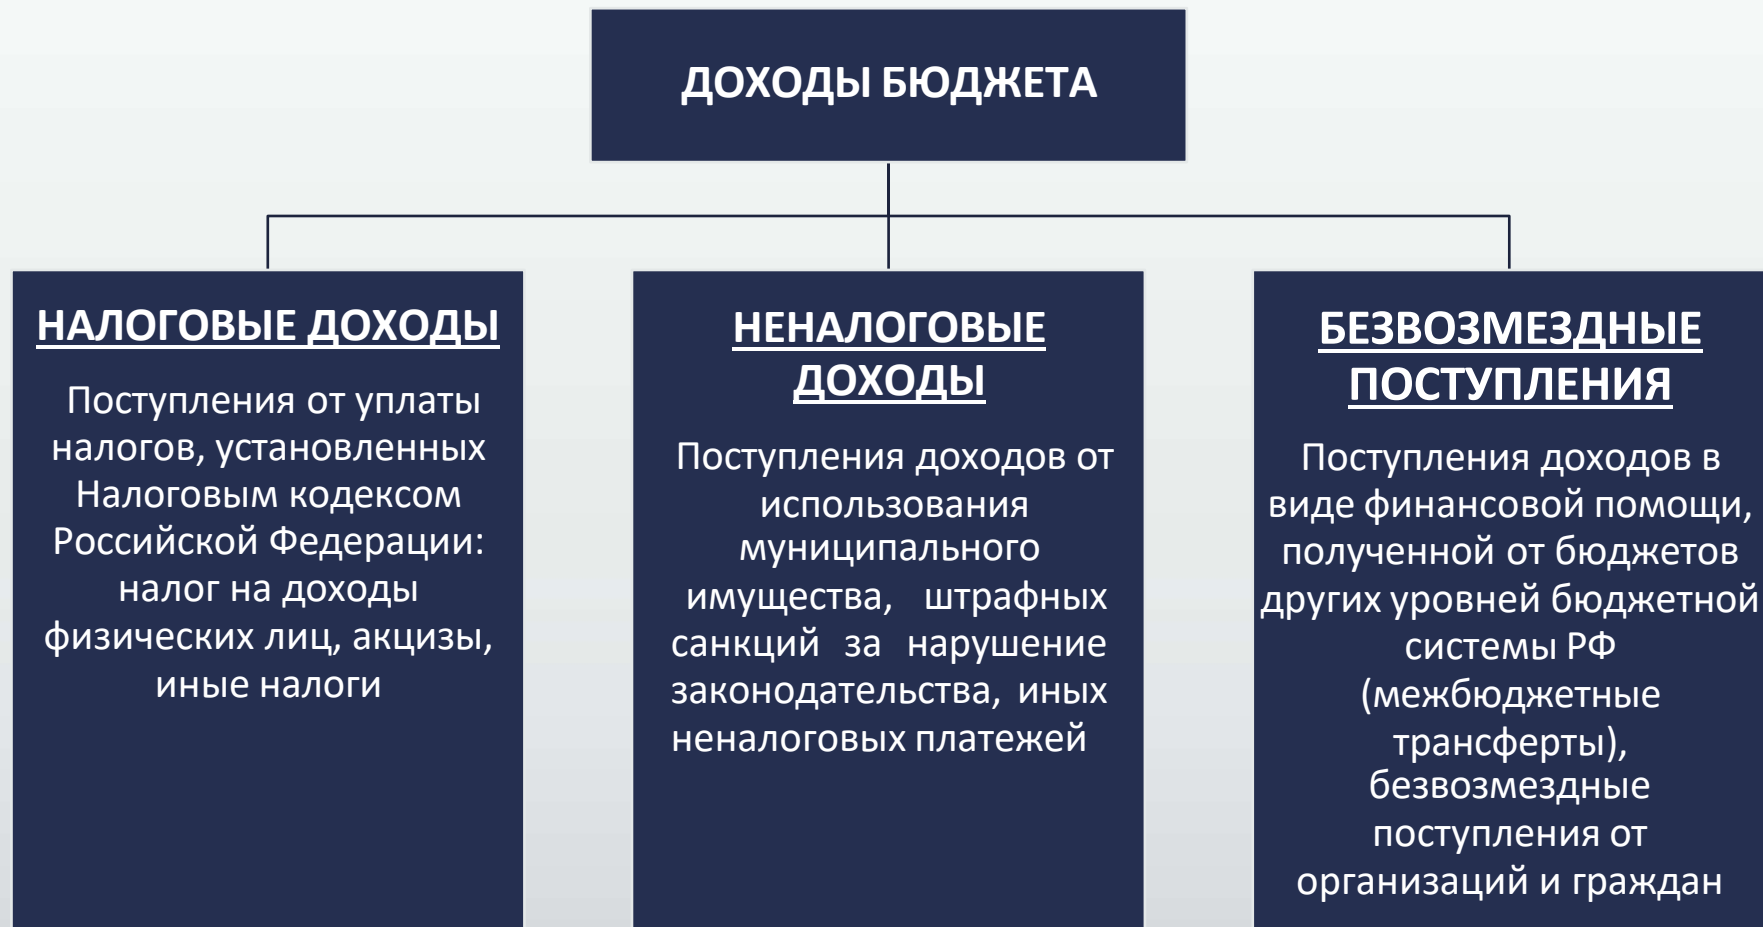 ДОХОДЫ БЮДЖЕТА
НАЛОГОВЫЕ ДОХОДЫ
Поступления от уплаты
налогов, установленных
Налоговым кодексом
Российской Федерации:
налог на доходы
физических лиц, акцизы,
иные налоги
НЕНАЛОГОВЫЕ
ДОХОДЫ
Поступления доходов от
использования
муниципального
имущества, штрафных
санкций за нарушение
законодательства, иных
неналоговых платежей
БЕЗВОЗМЕЗДНЫЕ
ПОСТУПЛЕНИЯ
Поступления доходов в
виде финансовой помощи,
полученной от бюджетов
других уровней бюджетной
системы РФ
(межбюджетные
трансферты),
безвозмездные
поступления от
организаций и граждан